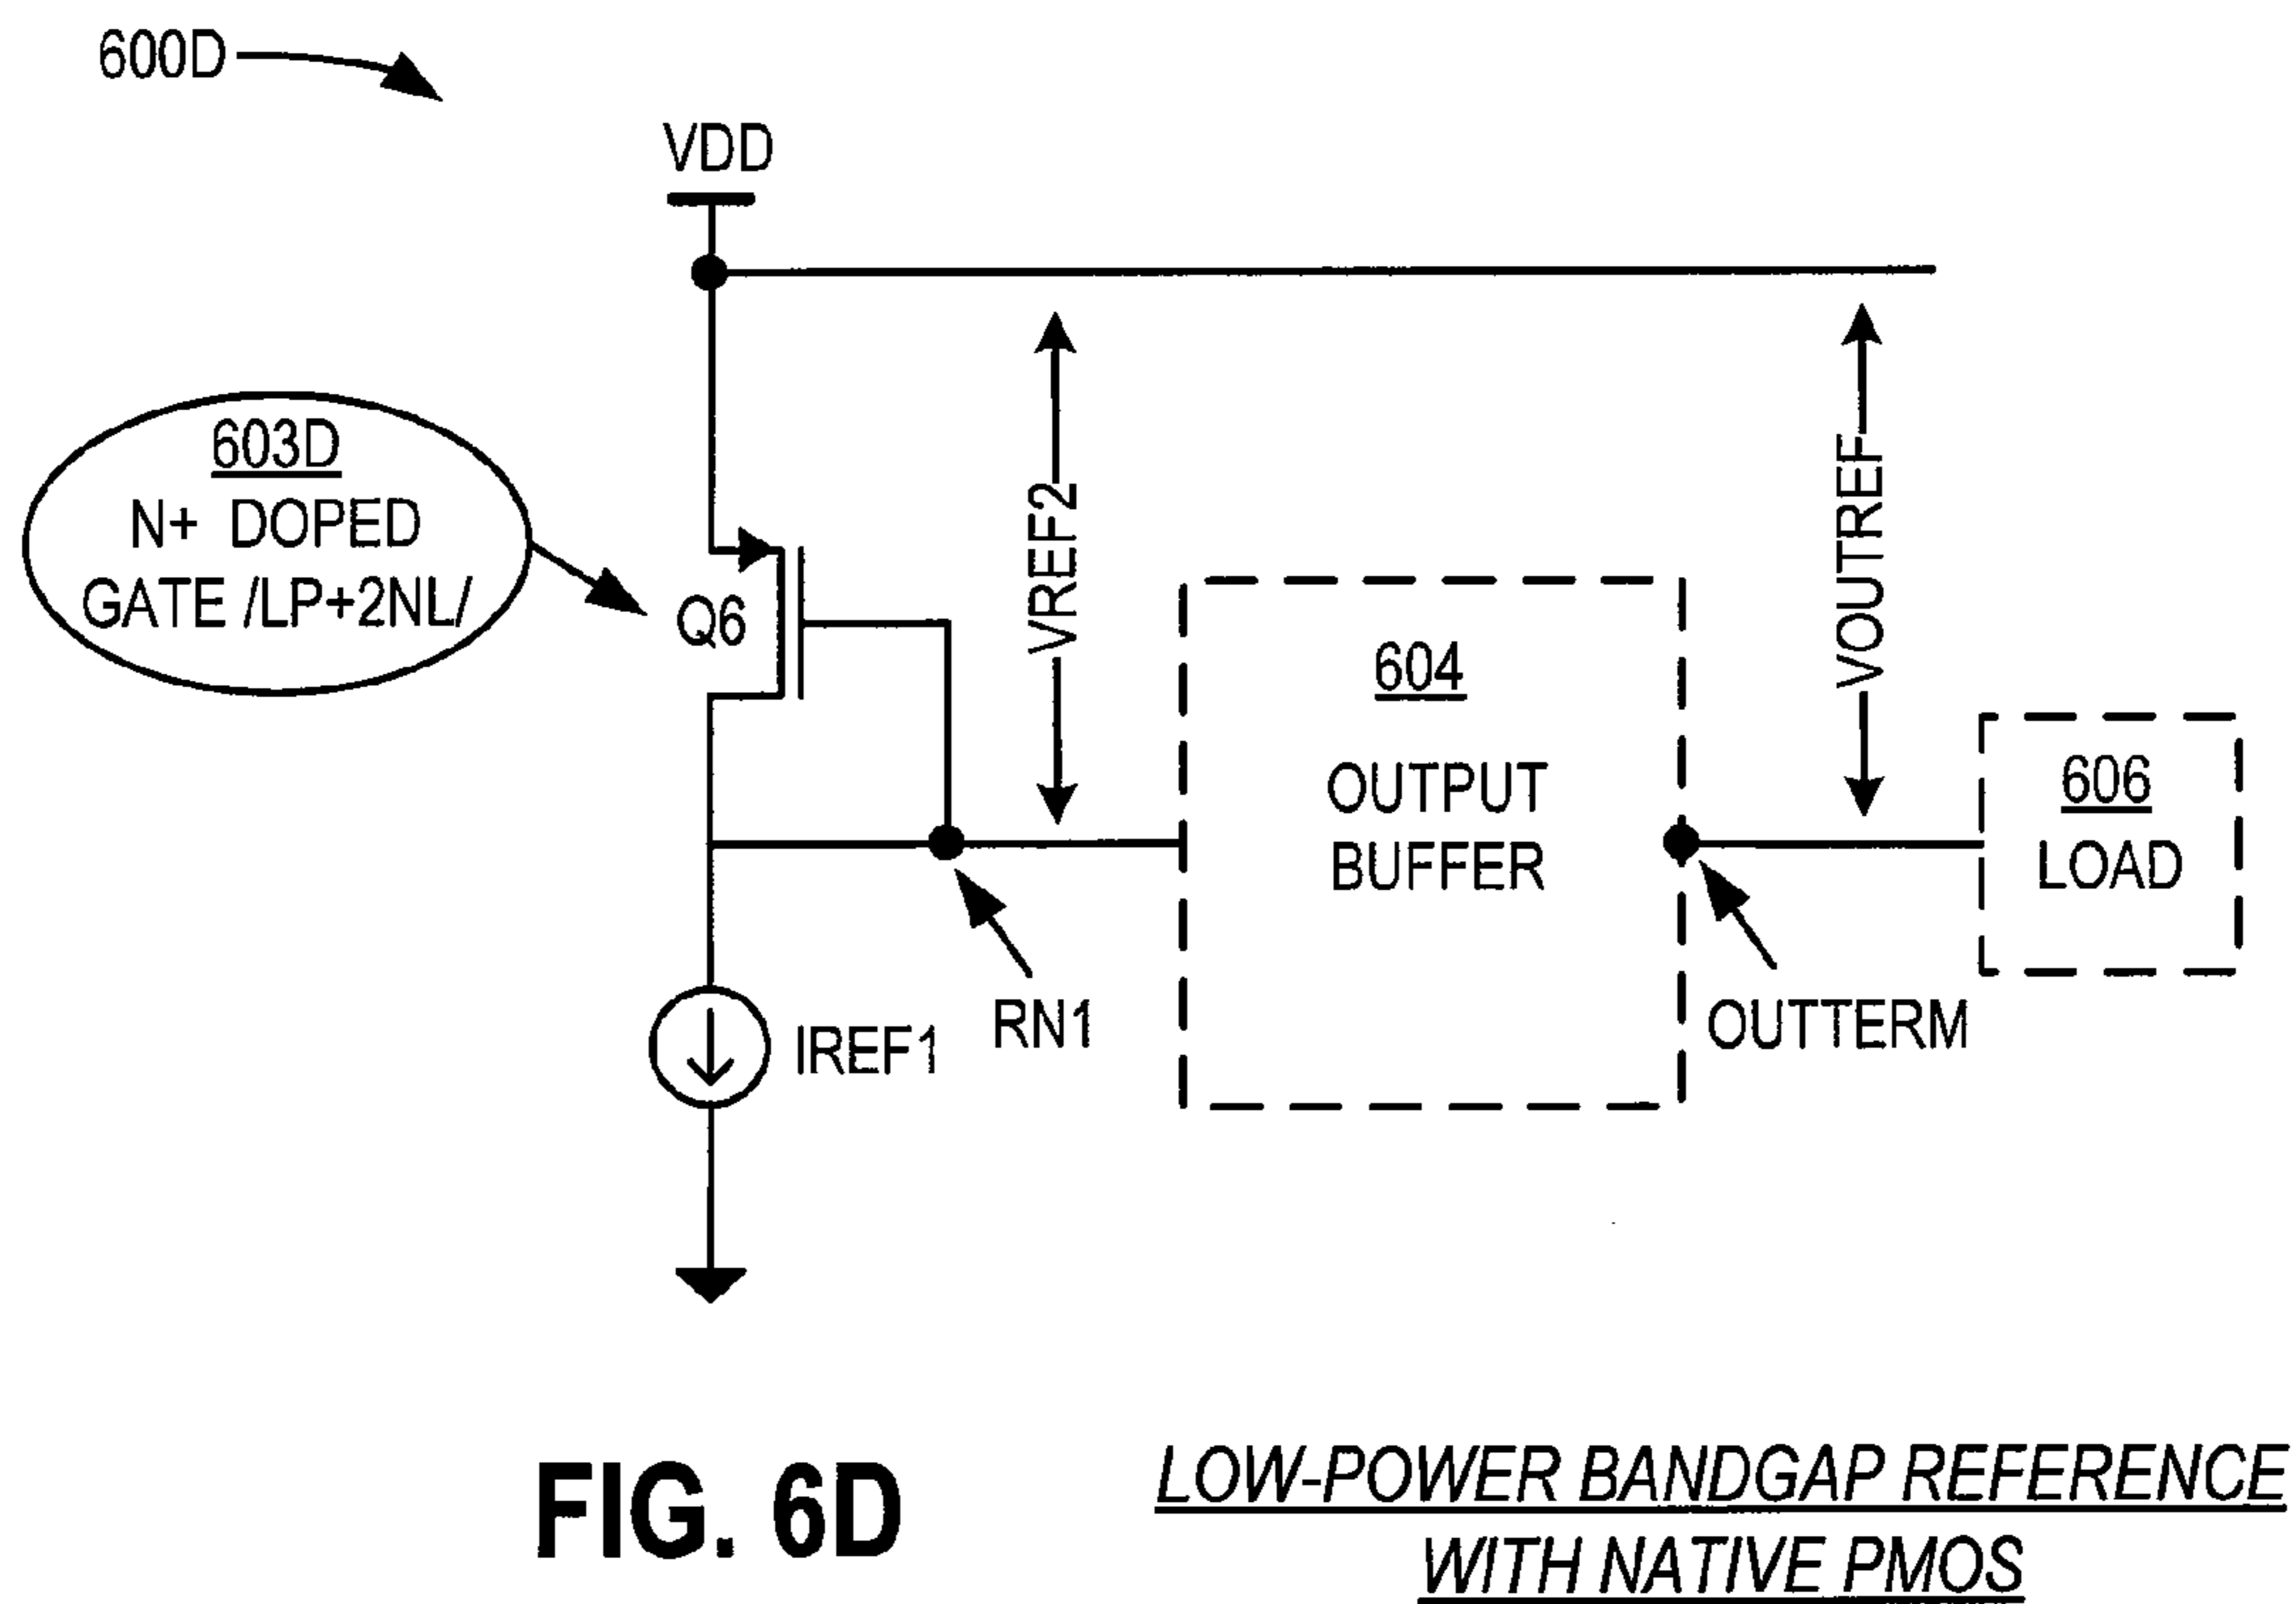 600D
VDD
603D
N+ DOPED
GATE /LP+2NL/
Q6
VREF2
VOUTREF
604
OUTPUT
BUFFER
606
LOAD
IREF1
RN1
OUTTERM
FIG. 6D
LOW-POWER BANDGAP REFERENCE
WITH NATIVE PMOS